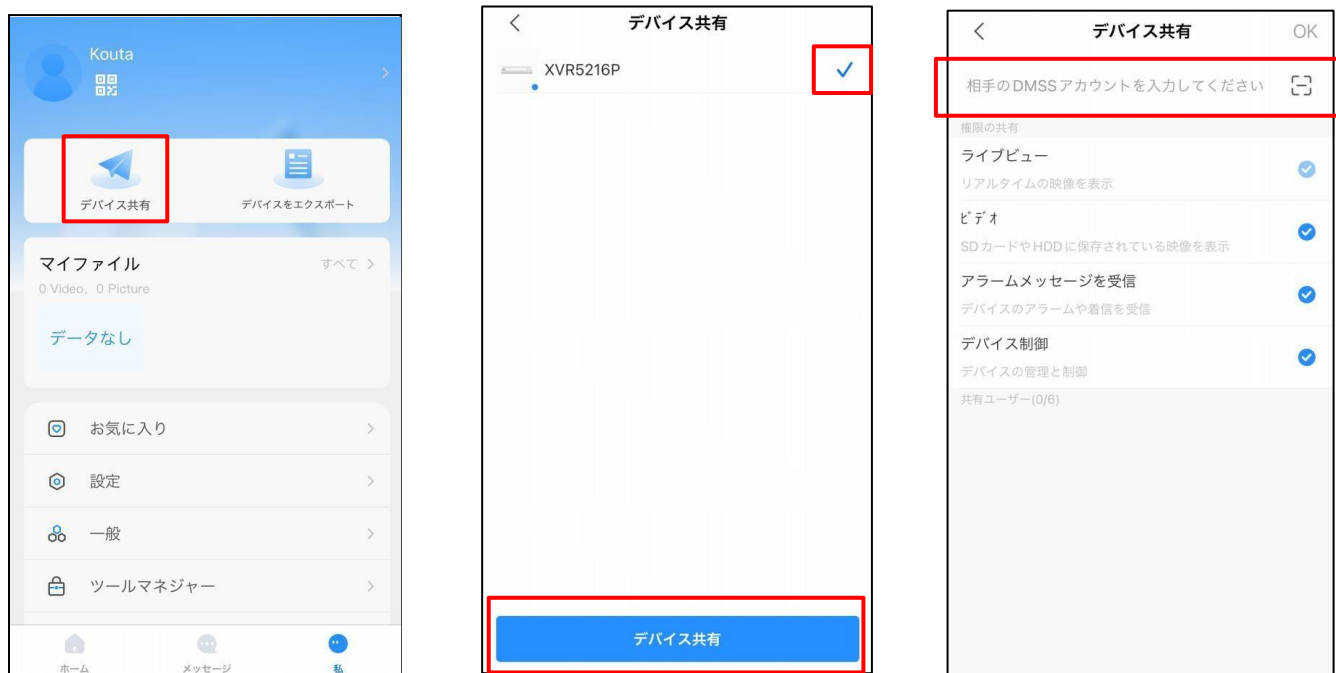 Kouta
デバイス共有
デバイスをエクスポート
マイファイル
すべて
0 Video, 0 Picture
データなし
お気に入り
設定
一般
ツールマネジャー
ホーム
メッセージ
私
デバイス共有
XVR5216P
デバイス共有
デバイス共有
OK
相手のDMSSアカウントを入力してください
権限の共有
ライブビュー
リアルタイムの映像を表示
ビデオ
SDカードやHDDに保存されている映像を表示
アラームメッセージを受信
デバイスのアラームや着信を受信
デバイス制御
デバイスの管理と制御
共有ユーザー(0/6)